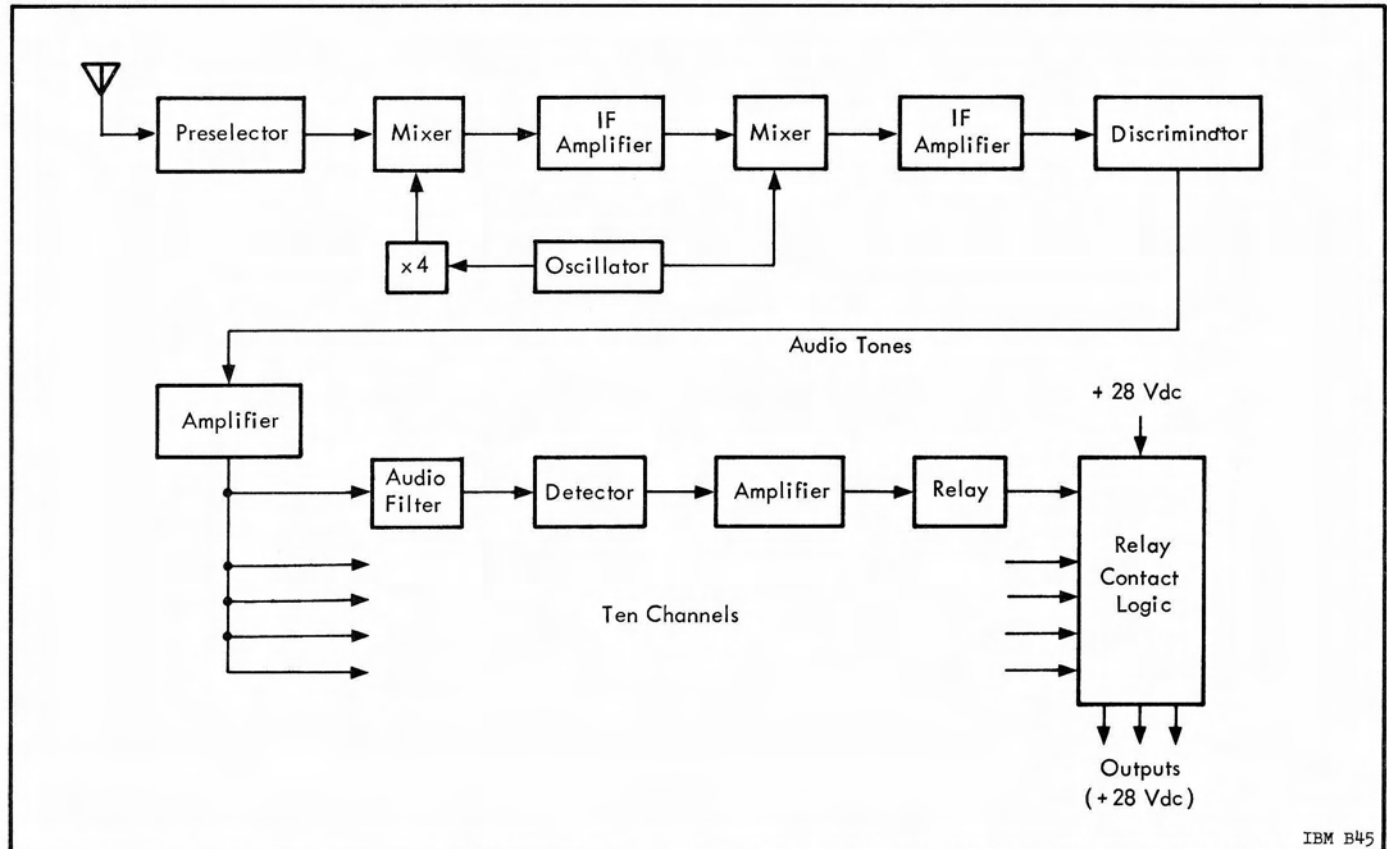 Preselector
Mixer
IF
Amplifier
Mixer
IF
Amplifier
Discriminator
x 4
Oscillator
Audio Tones
Amplifier
+ 28 Vdc
Audio
Filter
Detector
Amplifier
Relay
Relay
Contact
Logic
Ten Channels
Outputs
(+ 28 Vdc)
IBM B45